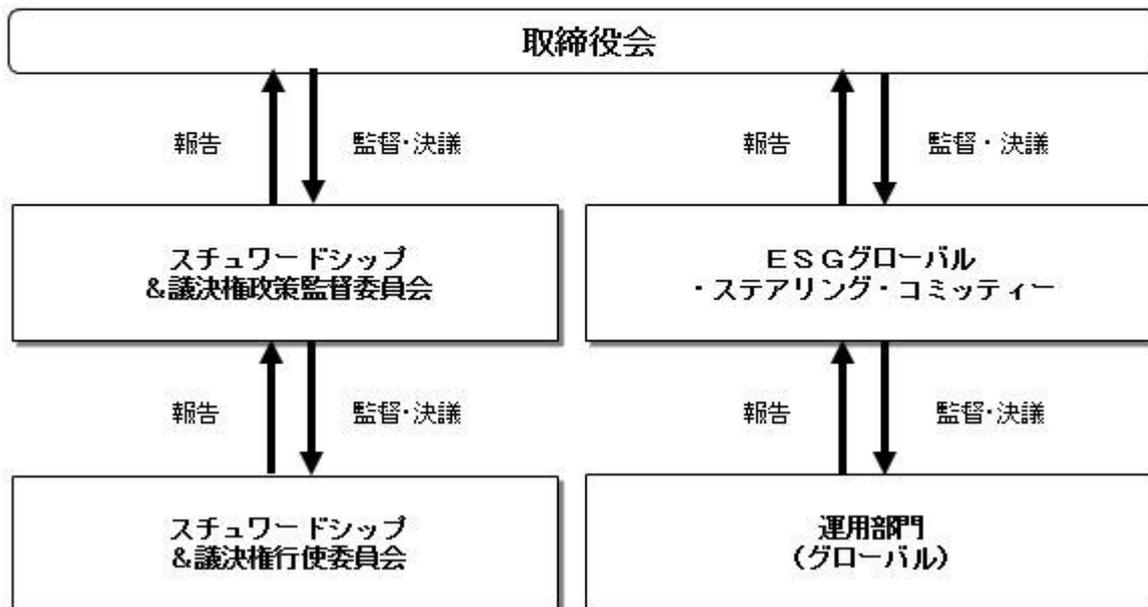 取締役会
報告
監督・決議
報告
監督・決議
スチュワードシップ
&議決権政策監督委員会
ESGグローバル
・ステアリング・コミッティー
報告
監督・決議
報告
監督・決議
スチュワードシップ
&議決権行使委員会
運用部門
(グローバル)